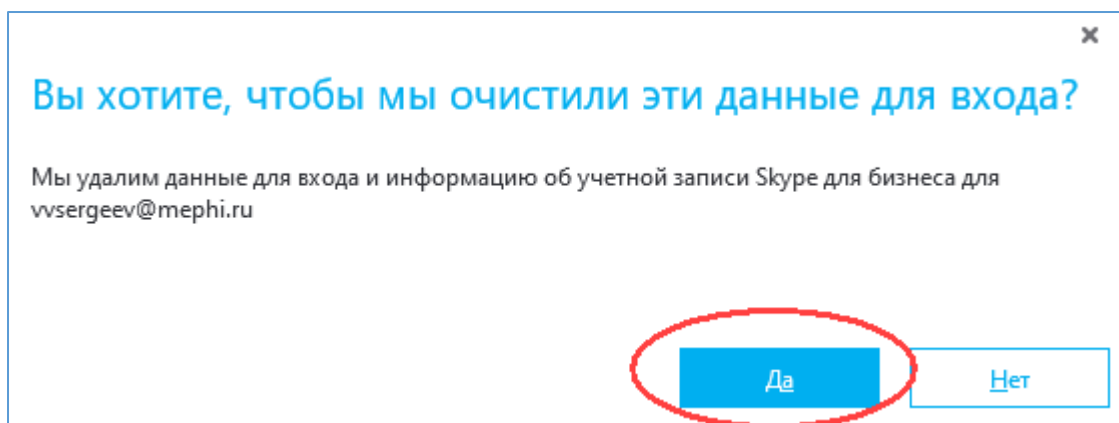 Вы хотите, чтобы мы очистили эти данные для входа?
Мы удалим данные для входа и информацию об учетной записи Skype для бизнеса для
vvsergeev@mephi.ru
Да
Нет